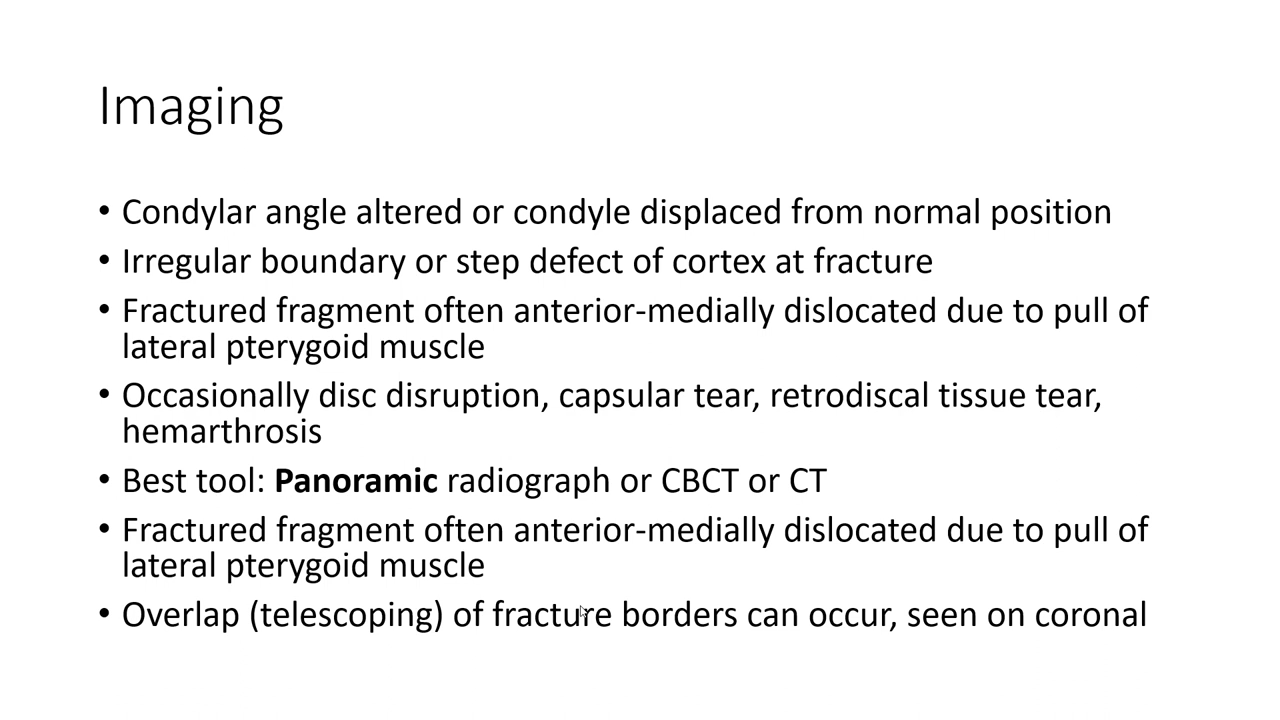 Imaging
• Condylar angle altered or condyle displaced from normal position
• Irregular boundary or step defect of cortex at fracture
• Fractured fragment often anterior-medially dislocated due to pull of
lateral pterygoid muscle
• Occasionally disc disruption, capsular tear, retrodiscal tissue tear,
hemarthrosis
• Best tool: Panoramic radiograph or CBCT or CT
• Fractured fragment often anterior-medially dislocated due to pull of
lateral pterygoid muscle
• Overlap (telescoping) of fracture borders can occur, seen on coronal